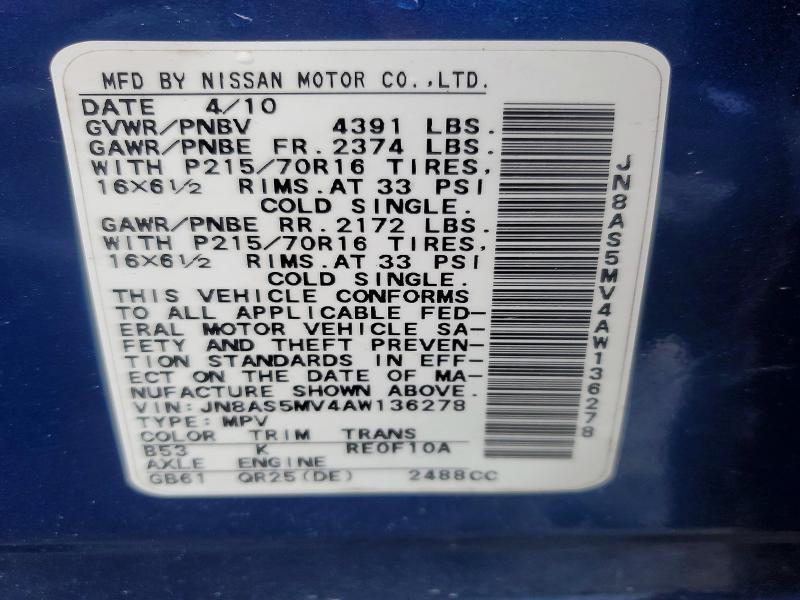 MFD BY NISSAN MOTOR CO.,LTD.
DATE 4/10
GVWR/PNBV 4391 LBS.
GAWR/PNBE FR. 2374 LBS.
WITH P215/70R16 TIRES,
16X6½ RIMS. AT 33 PSI
COLD SINGLE.
GAWR/PNBE RR. 2172 LBS.
WITH P215/70R16 TIRES,
16X6½ RIMS. AT 33 PSI
COLD SINGLE.
THIS VEHICLE CONFORMS
TO ALL APPLICABLE FED-
ERAL MOTOR VEHICLE SA-
FETY AND THEFT PREVEN-
TION STANDARDS IN EFF-
ECT ON THE DATE OF MA-
NUFACTURE SHOWN ABOVE.
VIN: JN8AS5MV4AW136278
TYPE: MPV
COLOR TRIM TRANS
B53 K RE0F10A
AXLE ENGINE
GB61 QR25(DE) 2488CC
JN8AS5MV4AW136278